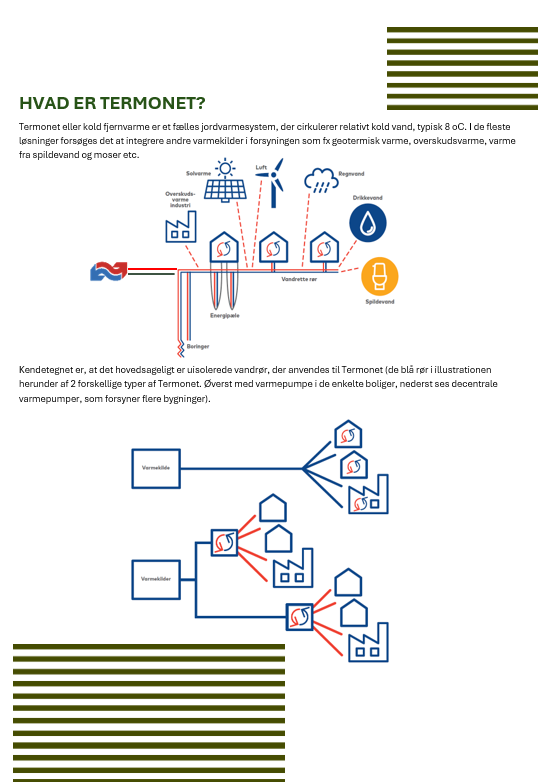 HVAD ER TERMONET?
Termonet eller kold fjernvarme er et fælles jordvarmesystem, der cirkulerer relativt kold vand, typisk 8 oC. I de fleste
løsninger forsøges det at integrere andre varmekilder i forsyningen som fx geotermisk varme, overskudsvarme, varme
fra spildevand og moser etc.
Luft
Solvarme
Regnvand
Overskuds-
varme
industri
Drikkevand
Vandrette rør
Spildevand
Energipæle
Boringer
Kendetegnet er, at det hovedsageligt er uisolerede vandrør, der anvendes til Termonet (de blå rør i illustrationen
herunder af 2 forskellige typer af Termonet. Øverst med varmepumpe i de enkelte boliger, nederst ses decentrale
varmepumper, som forsyner flere bygninger).
Varmekilde
Varmekilder